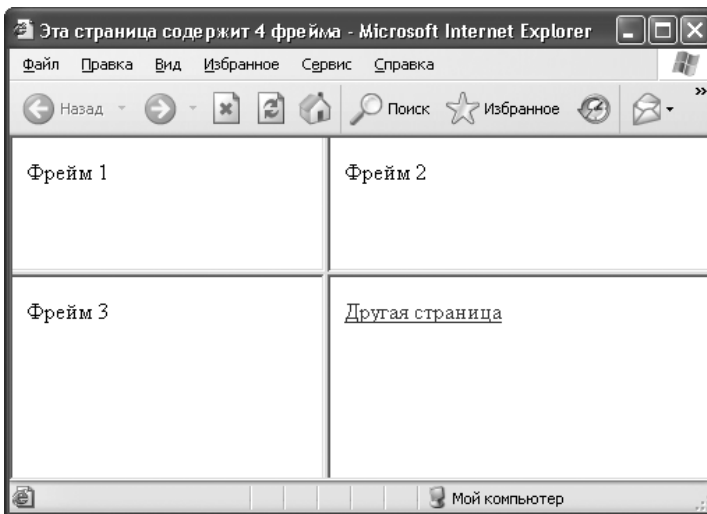 Эта страница содержит 4 фрейма - Microsoft Internet Explorer
Файл Правка Вид Избранное Сервис Справка
Назад Поиск Избранное »
Фрейм 1 Фрейм 2
Фрейм 3 Другая страница
Мой компьютер